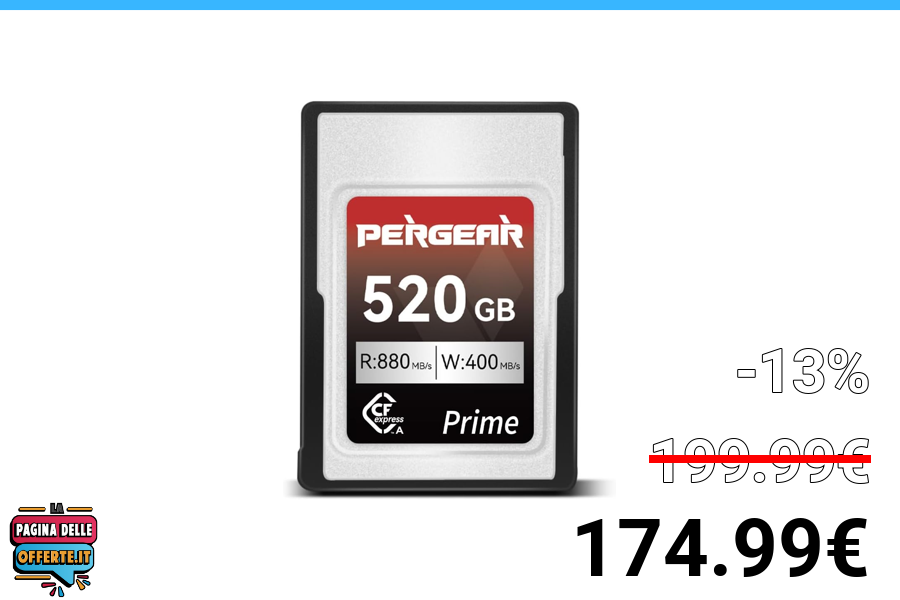 PERGEAR
520 GB
R:880 MB/s W:400 MB/s
CF
express
.A
Prime
-13%
199.99€
174.99€
LA
PAGINA DELLE
OFFERTE.IT